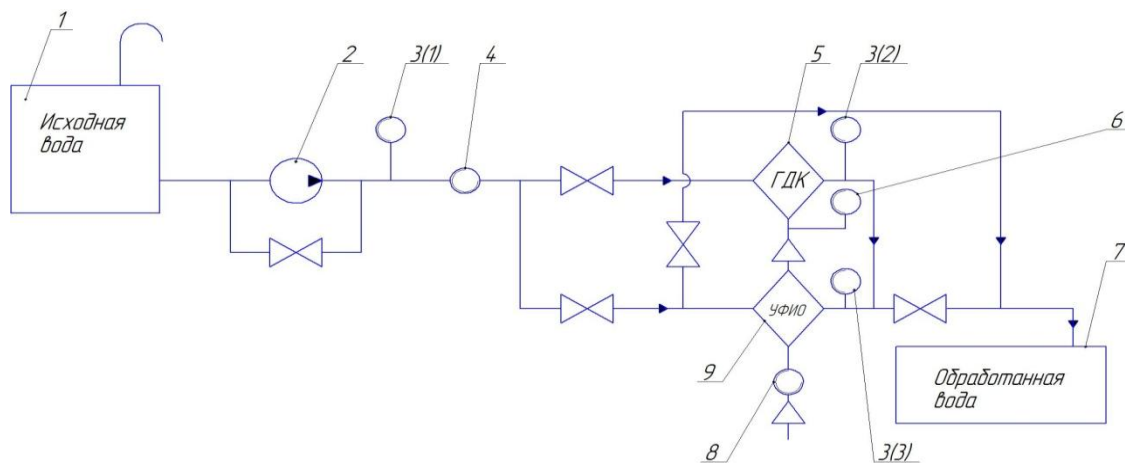 1
2
3(1)
4
5
3(2)
6
Исходная
вода
ГДК
7
УФИО
9
Обработанная
вода
8
3(3)